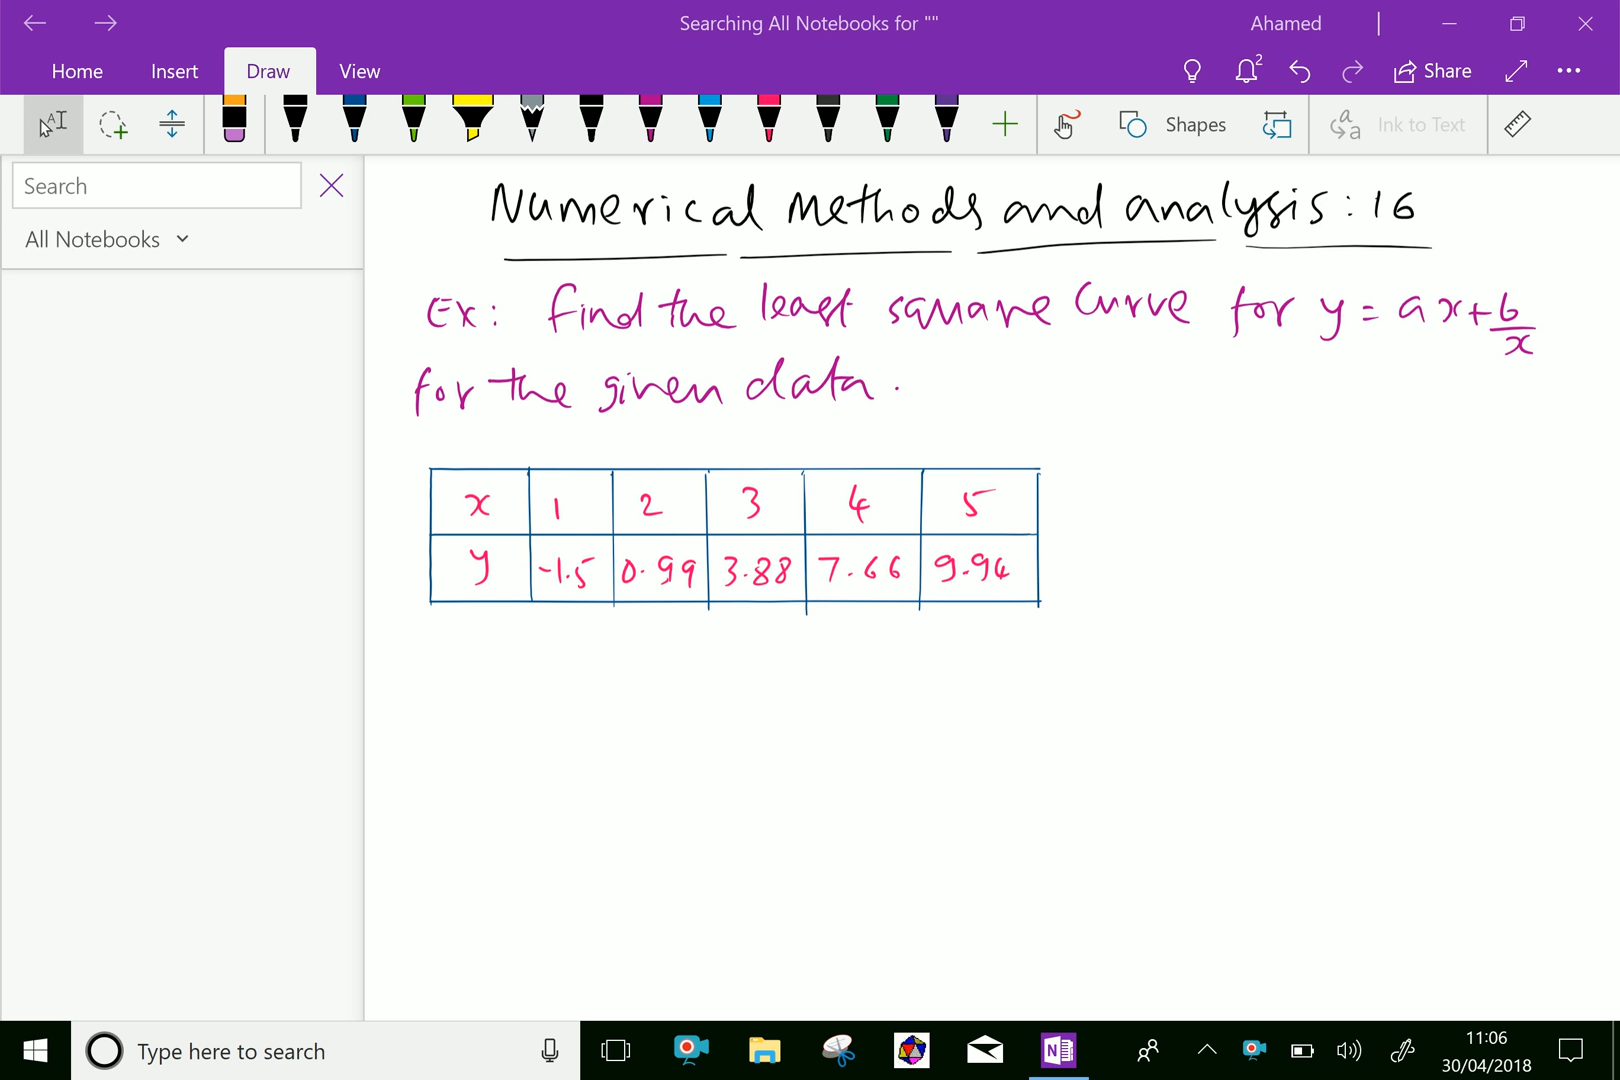 Searching All Notebooks for ""
Ahamed
Home Insert Draw View
2
Share
Shapes
Ink to Text
Search
All Notebooks
Numerical Methods and analysis: 16
Ex: find the least square curve for y = ax + b/x
for the given data.
x 1 2 3 4 5
y -1.5 0.99 3.88 7.66 9.94
Type here to search
11:06
30/04/2018